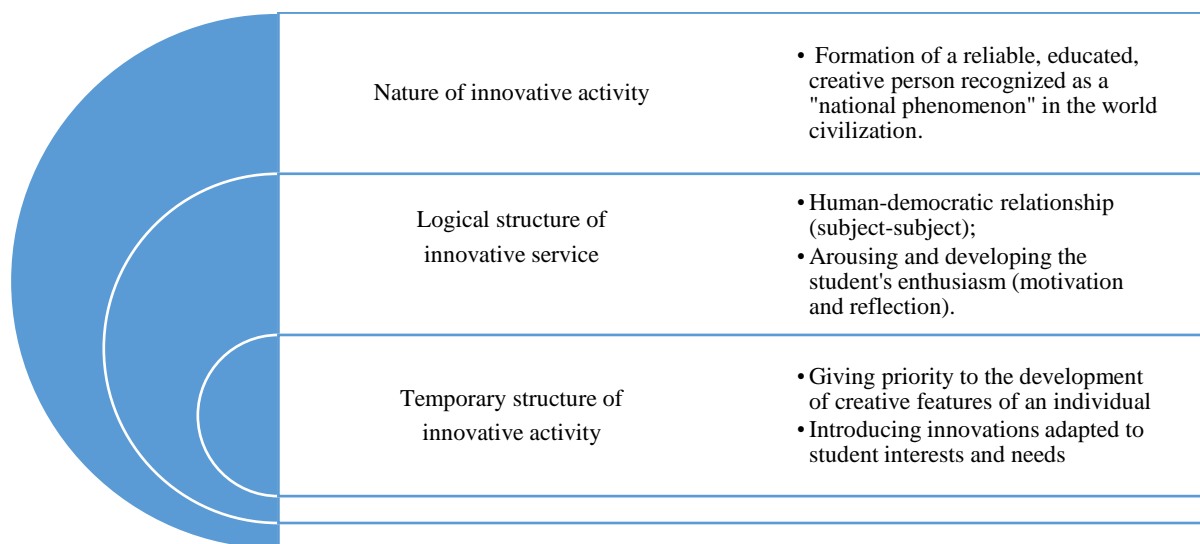 Nature of innovative activity
• Formation of a reliable, educated,
creative person recognized as a
"national phenomenon" in the world
civilization.
Logical structure of
innovative service
• Human-democratic relationship
(subject-subject);
• Arousing and developing the
student's enthusiasm (motivation
and reflection).
Temporary structure of
innovative activity
• Giving priority to the development
of creative features of an individual
• Introducing innovations adapted to
student interests and needs